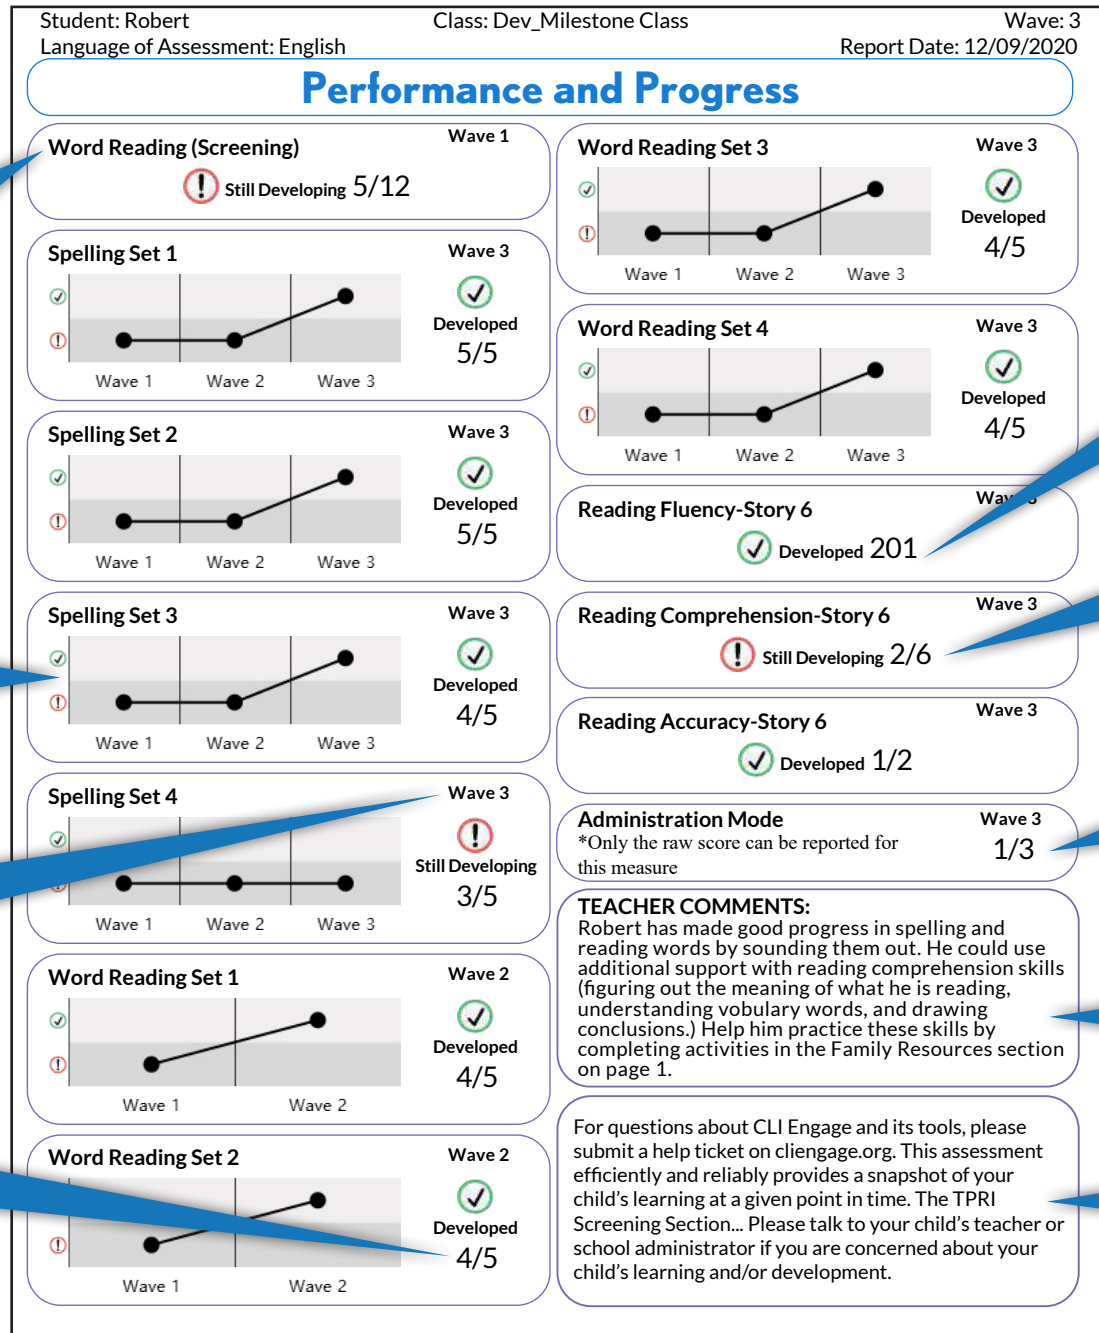 Student: Robert
Class: Dev_Milestone Class
Wave: 3
Language of Assessment: English
Report Date: 12/09/2020
Performance and Progress
Word Reading (Screening)
Wave 1
Still Developing 5/12
Spelling Set 1
Wave 3
Developed
5/5
Wave 1 Wave 2 Wave 3
Spelling Set 2
Wave 3
Developed
5/5
Wave 1 Wave 2 Wave 3
Spelling Set 3
Wave 3
Developed
4/5
Wave 1 Wave 2 Wave 3
Spelling Set 4
Wave 3
Still Developing
3/5
Wave 1 Wave 2 Wave 3
Word Reading Set 1
Wave 2
Developed
4/5
Wave 1 Wave 2
Word Reading Set 2
Wave 2
Developed
4/5
Wave 1 Wave 2
Word Reading Set 3
Wave 3
Developed
4/5
Wave 1 Wave 2 Wave 3
Word Reading Set 4
Wave 3
Developed
4/5
Wave 1 Wave 2 Wave 3
Reading Fluency-Story 6
Wave 3
Developed 201
Reading Comprehension-Story 6
Wave 3
Still Developing 2/6
Reading Accuracy-Story 6
Wave 3
Developed 1/2
Administration Mode
Wave 3
*Only the raw score can be reported for
this measure
1/3
TEACHER COMMENTS:
Robert has made good progress in spelling and
reading words by sounding them out. He could use
additional support with reading comprehension skills
(figuring out the meaning of what he is reading,
understanding vobulary words, and drawing
conclusions.) Help him practice these skills by
completing activities in the Family Resources section
on page 1.
For questions about CLI Engage and its tools, please
submit a help ticket on cliengage.org. This assessment
efficiently and reliably provides a snapshot of your
child's learning at a given point in time. The TPRI
Screening Section... Please talk to your child's teacher or
school administrator if you are concerned about your
child's learning and/or development.